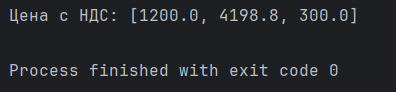 Цена с НДС: [1200.0, 4198.8, 300.0]
Process finished with exit code 0